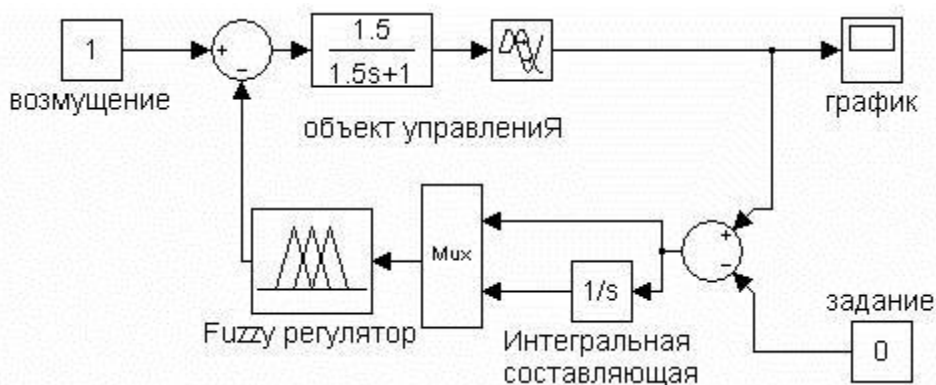 1
возмущение
+
−
1.5
1.5s+1
объект управлениЯ
график
Fuzzy регулятор
Mux
1/s
Интегральная
составляющая
+
−
задание
0